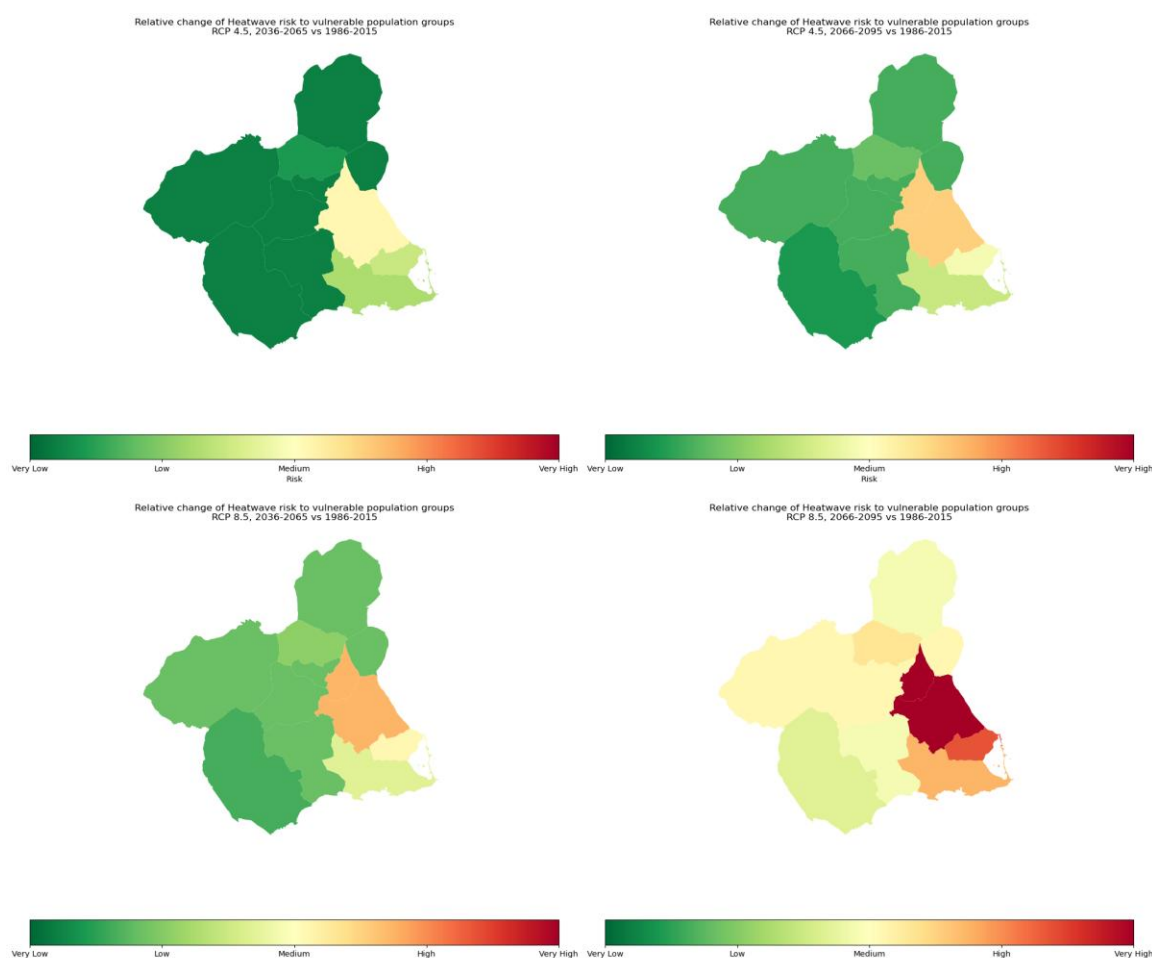 Relative change of Heatwave risk to vulnerable population groups
RCP 4.5, 2036-2065 vs 1986-2015
Very Low Low Medium High Very High
Risk
Relative change of Heatwave risk to vulnerable population groups
RCP 4.5, 2066-2095 vs 1986-2015
Very Low Low Medium High Very High
Risk
Relative change of Heatwave risk to vulnerable population groups
RCP 8.5, 2036-2065 vs 1986-2015
Very Low Low Medium High Very High
Relative change of Heatwave risk to vulnerable population groups
RCP 8.5, 2066-2095 vs 1986-2015
Very Low Low Medium High Very High